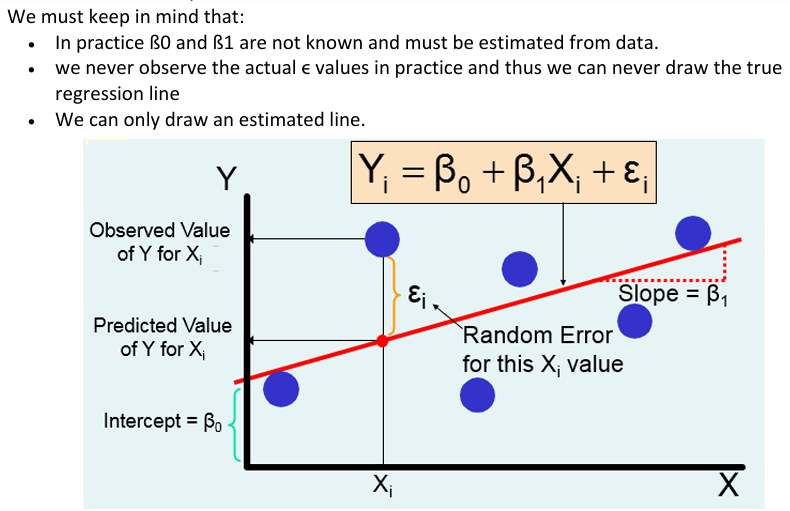 We must keep in mind that:
• In practice ß0 and ß1 are not known and must be estimated from data.
• we never observe the actual ϵ values in practice and thus we can never draw the true
regression line
• We can only draw an estimated line.
Yᵢ = β₀ + β₁Xᵢ + εᵢ
Y
Observed Value
of Y for Xᵢ
εᵢ
Slope = β₁
Predicted Value
of Y for Xᵢ
Random Error
for this Xᵢ value
Intercept = β₀
Xᵢ
X